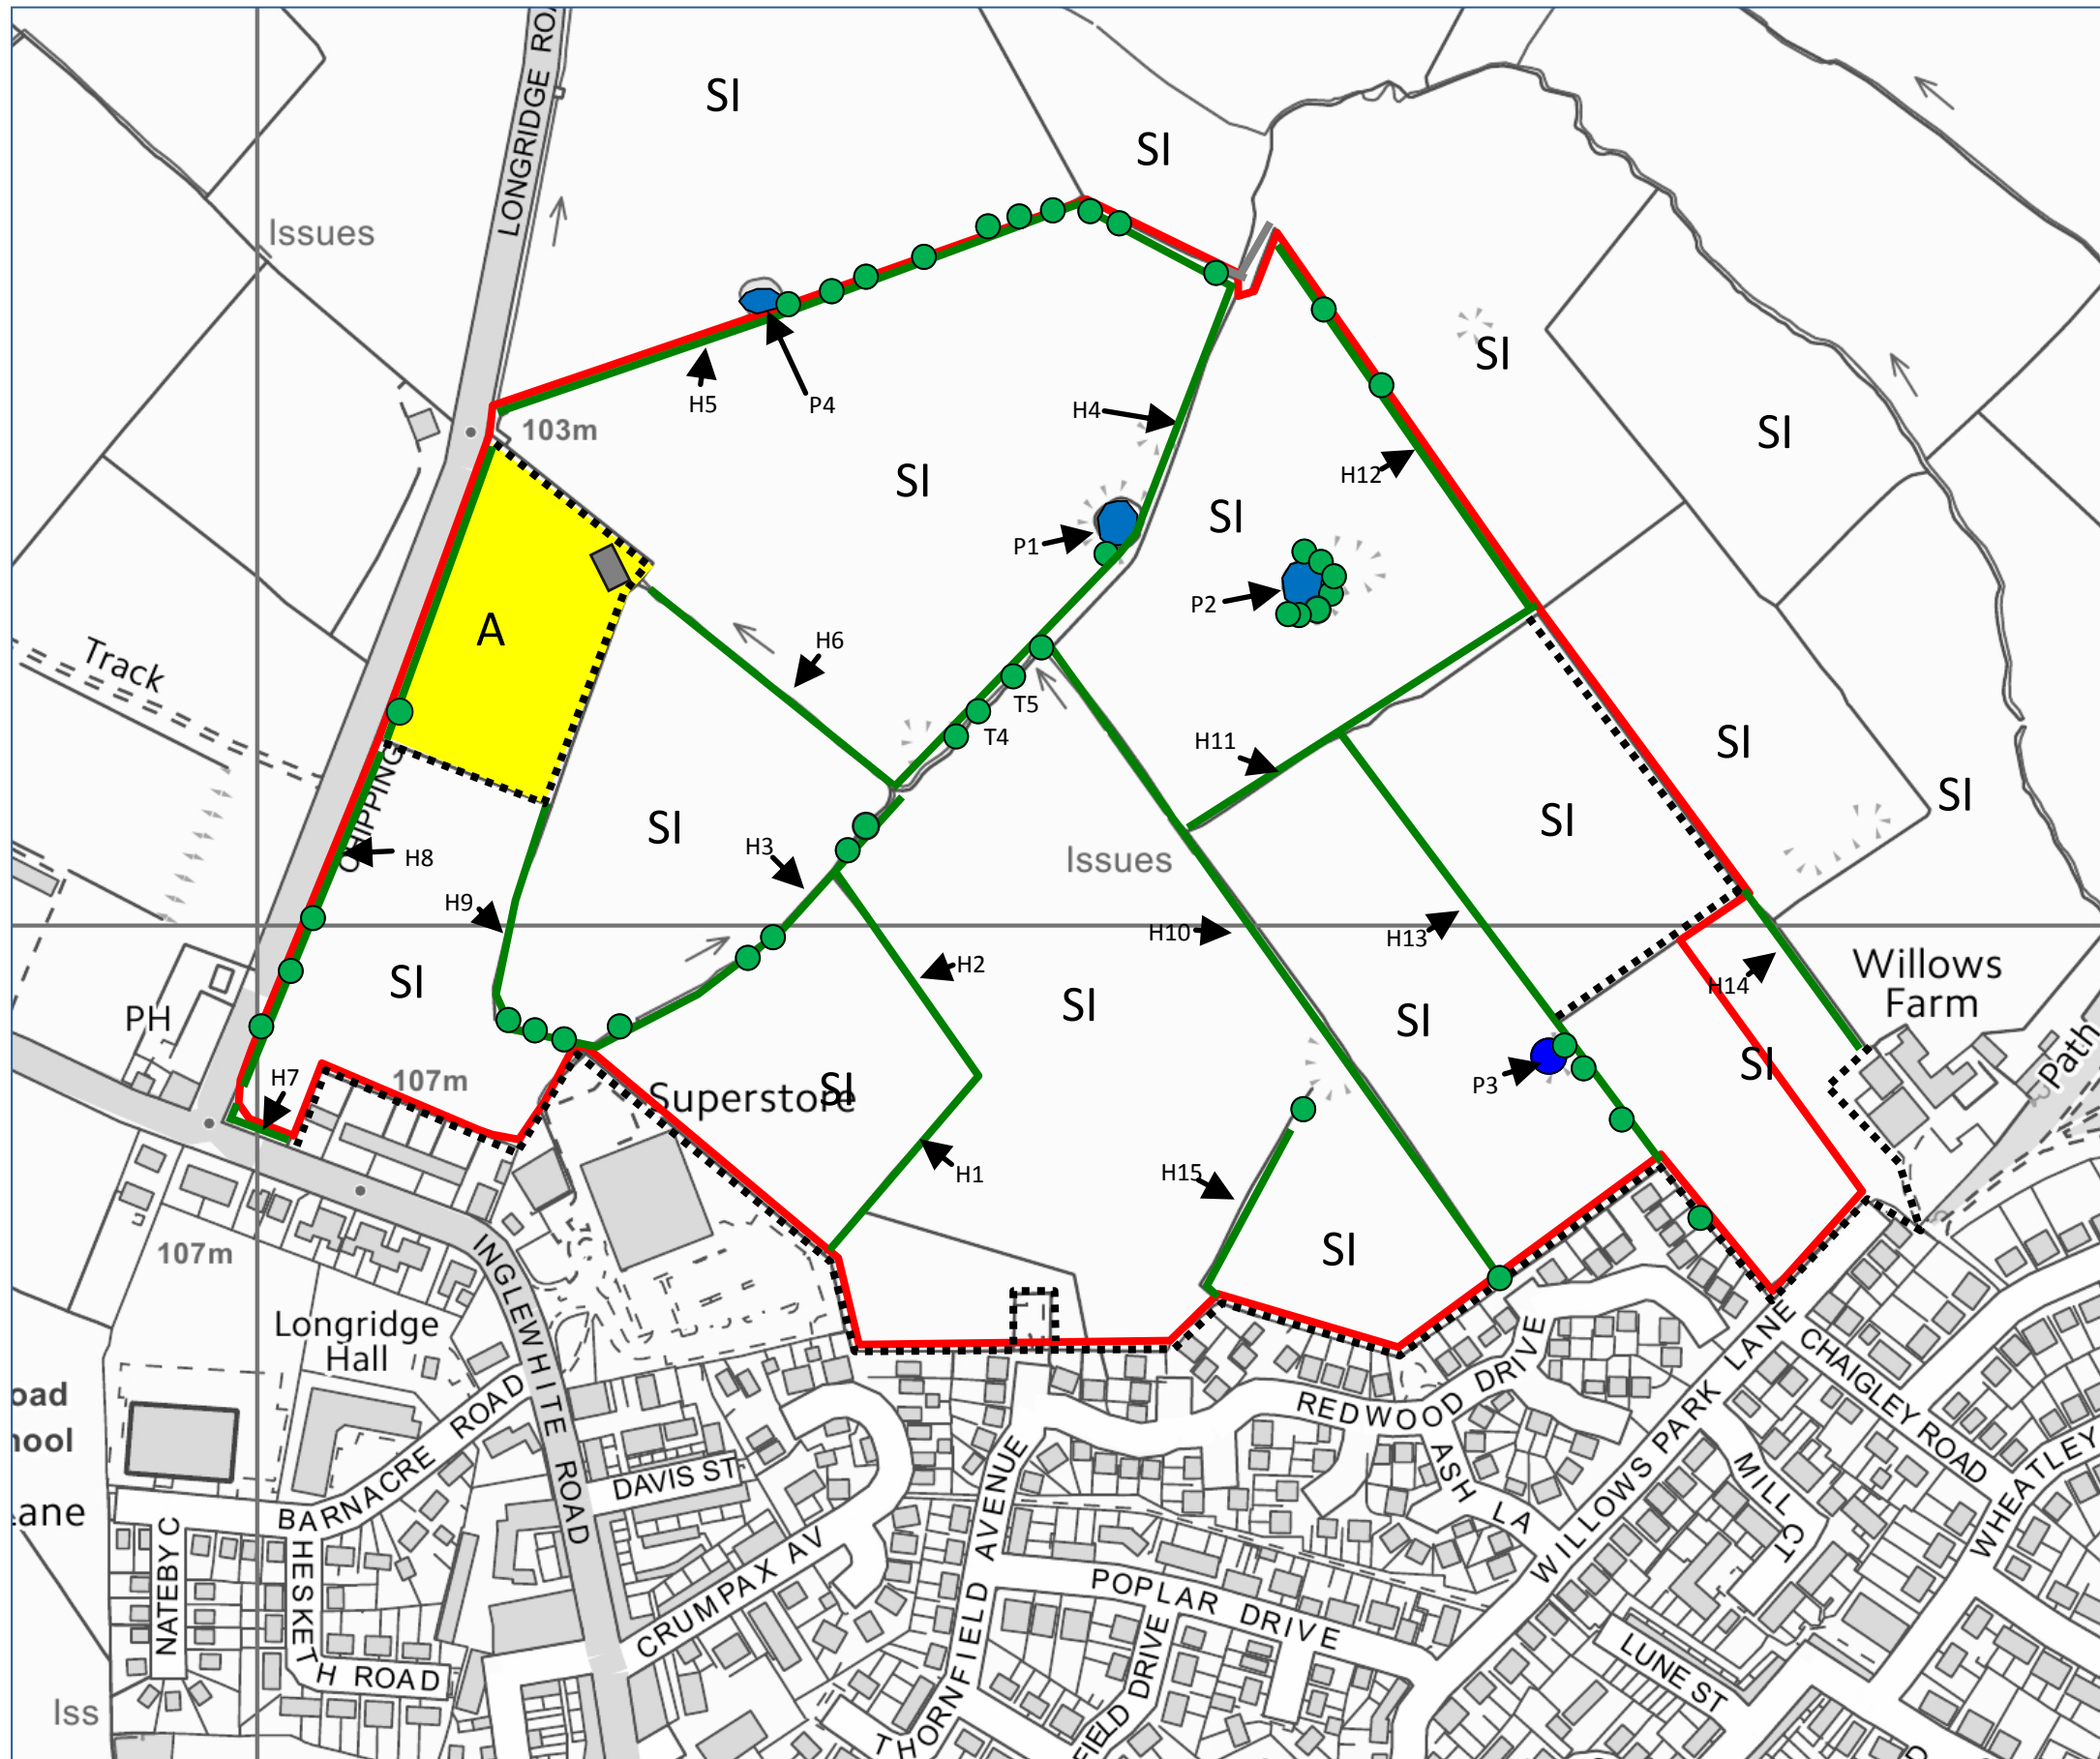 LONGRIDGE RO
SI
SI
Issues
SI
103m
H5
P4
H4
SI
H12
SI
SI
P1
P2
A
H6
Track
T5
T4
H11
SI
SI
SI
CHIPPING
H8
H3
SI
Issues
H9
H10
H13
H2
H14
SI
SI
SI
PH
Willows
Farm
SI
Path
H7
107m
Superstore
SI
P3
H1
H15
SI
107m
INGLEWHITE ROAD
Longridge
Hall
oad
hool
Lane
BARNACRE ROAD
DAVIS ST
REDWOOD DRIVE
ASH LA
WILLOWS PARK LANE
CHAIGLEY ROAD
MILL CT
WHEATLEY
NATEBY C
HESKETH ROAD
CRUMPAX AV
THORNFIELD AVENUE
POPLAR DRIVE
FIELD DRIVE
LUNE ST
Iss